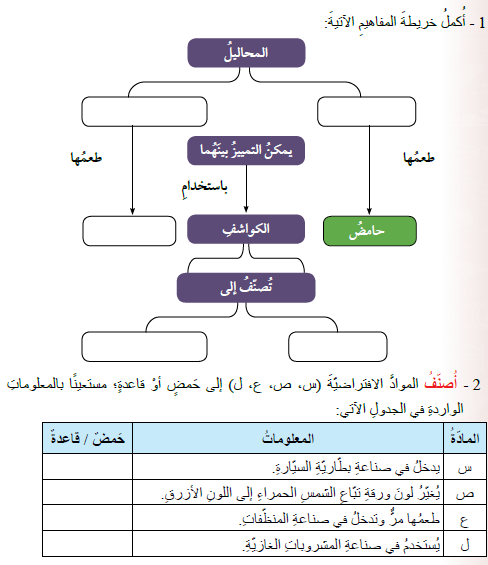 1 - أُكملُ خريطةَ المفاهيمِ الآتيةَ:
المحاليلُ
يمكنُ التمييزُ بينَهُما
طعمُها
طعمُها
باستخدامِ
حامضُ
الكواشفِ
تُصنّفُ إلى
2 - أُصنّفُ الموادَّ الافتراضيّةَ (س، ص، ع، ل) إلى حَمضٍ أوْ قاعدةٍ؛ مستعينًا بالمعلوماتِ
الواردةِ في الجدولِ الآتي:
المادّةُ المعلوماتُ حَمضٌ / قاعدةٌ
س يدخلُ في صناعةِ بطّاريّةِ السيّارةِ.
ص يُغيّرُ لونَ ورقةِ تبّاعِ الشمسِ الحمراءِ إلى اللونِ الأزرقِ.
ع طعمُها مرٌّ وتدخلُ في صناعةِ المنظّفاتِ.
ل يُستخدمُ في صناعةِ المشروباتِ الغازيّةِ.